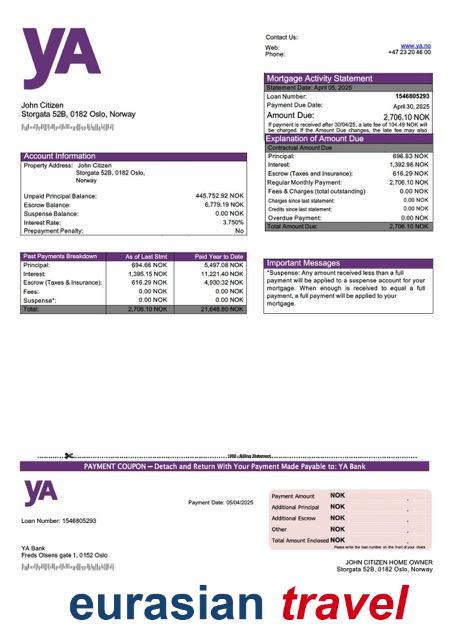 YA
Contact Us:
Web: www.ya.no
Phone: +47 23 20 46 00
Mortgage Activity Statement
Statement Date: April 05, 2025
Loan Number: 1546805293
Payment Due Date: April 30, 2025
Amount Due: 2,706.10 NOK
If payment is received after 30/04/25, a late fee of 104.49 NOK will
be charged. If the Amount Due changes, the late fee may also
John Citizen
Storgata 52B, 0182 Oslo, Norway
Explanation of Amount Due
Contractual Amount Due
Principal: 696.83 NOK
Interest: 1,392.98 NOK
Escrow (Taxes and Insurance): 616.29 NOK
Regular Monthly Payment: 2,706.10 NOK
Fees & Charges (total outstanding) 0.00 NOK
Charges since last statement: 0.00 NOK
Credits since last statement: 0.00 NOK
Overdue Payment: 0.00 NOK
Total Amount Due: 2,706.10 NOK
Account Information
Property Address: John Citizen
Storgata 52B, 0182 Oslo,
Norway
Unpaid Principal Balance: 445,752.92 NOK
Escrow Balance: 6,779.19 NOK
Suspense Balance: 0.00 NOK
Interest Rate: 3.750%
Prepayment Penalty: No
Past Payments Breakdown As of Last Stmt Paid Year to Date
Principal: 694.66 NOK 5,497.08 NOK
Interest: 1,395.15 NOK 11,221.40 NOK
Escrow (Taxes & Insurance): 616.29 NOK 4,930.32 NOK
Fees: 0.00 NOK 0.00 NOK
Suspense*: 0.00 NOK 0.00 NOK
Total: 2,706.10 NOK 21,648.80 NOK
Important Messages
*Suspense: Any amount received less than a full
payment will be applied to a suspense account for your
mortgage. When enough is received to equal a full
payment, a full payment will be applied to your
mortgage.
Billing Statement
PAYMENT COUPON – Detach and Return With Your Payment Made Payable to: YA Bank
YA
Payment Date: 05/04/2025
Loan Number: 1546805293
Payment Amount NOK
Additional Principal NOK
Additional Escrow NOK
Other NOK
Total Amount Enclosed NOK
Please write the loan number on the front of your check
YA Bank
Freds Olsens gate 1, 0152 Oslo
JOHN CITIZEN HOME OWNER
Storgata 52B, 0182 Oslo, Norway
eurasian travel